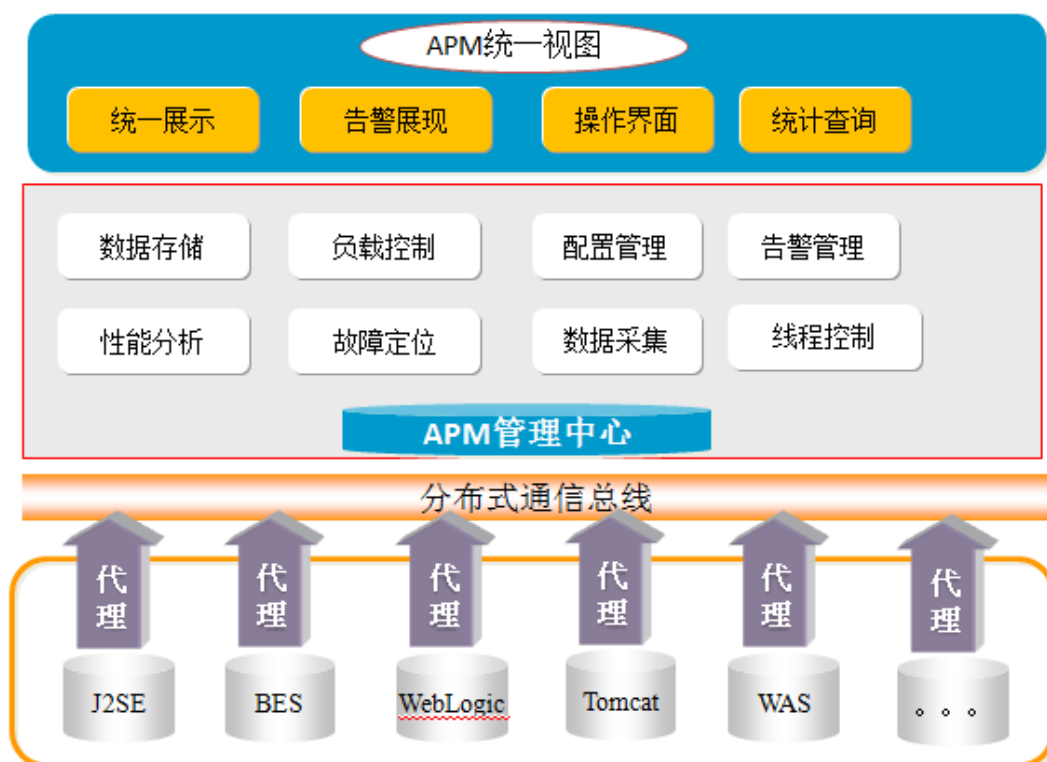 APM统一视图
统一展示
告警展现
操作界面
统计查询
数据存储
负载控制
配置管理
告警管理
性能分析
故障定位
数据采集
线程控制
APM管理中心
分布式通信总线
代理
代理
代理
代理
代理
代理
J2SE
BES
WebLogic
Tomcat
WAS
。。。